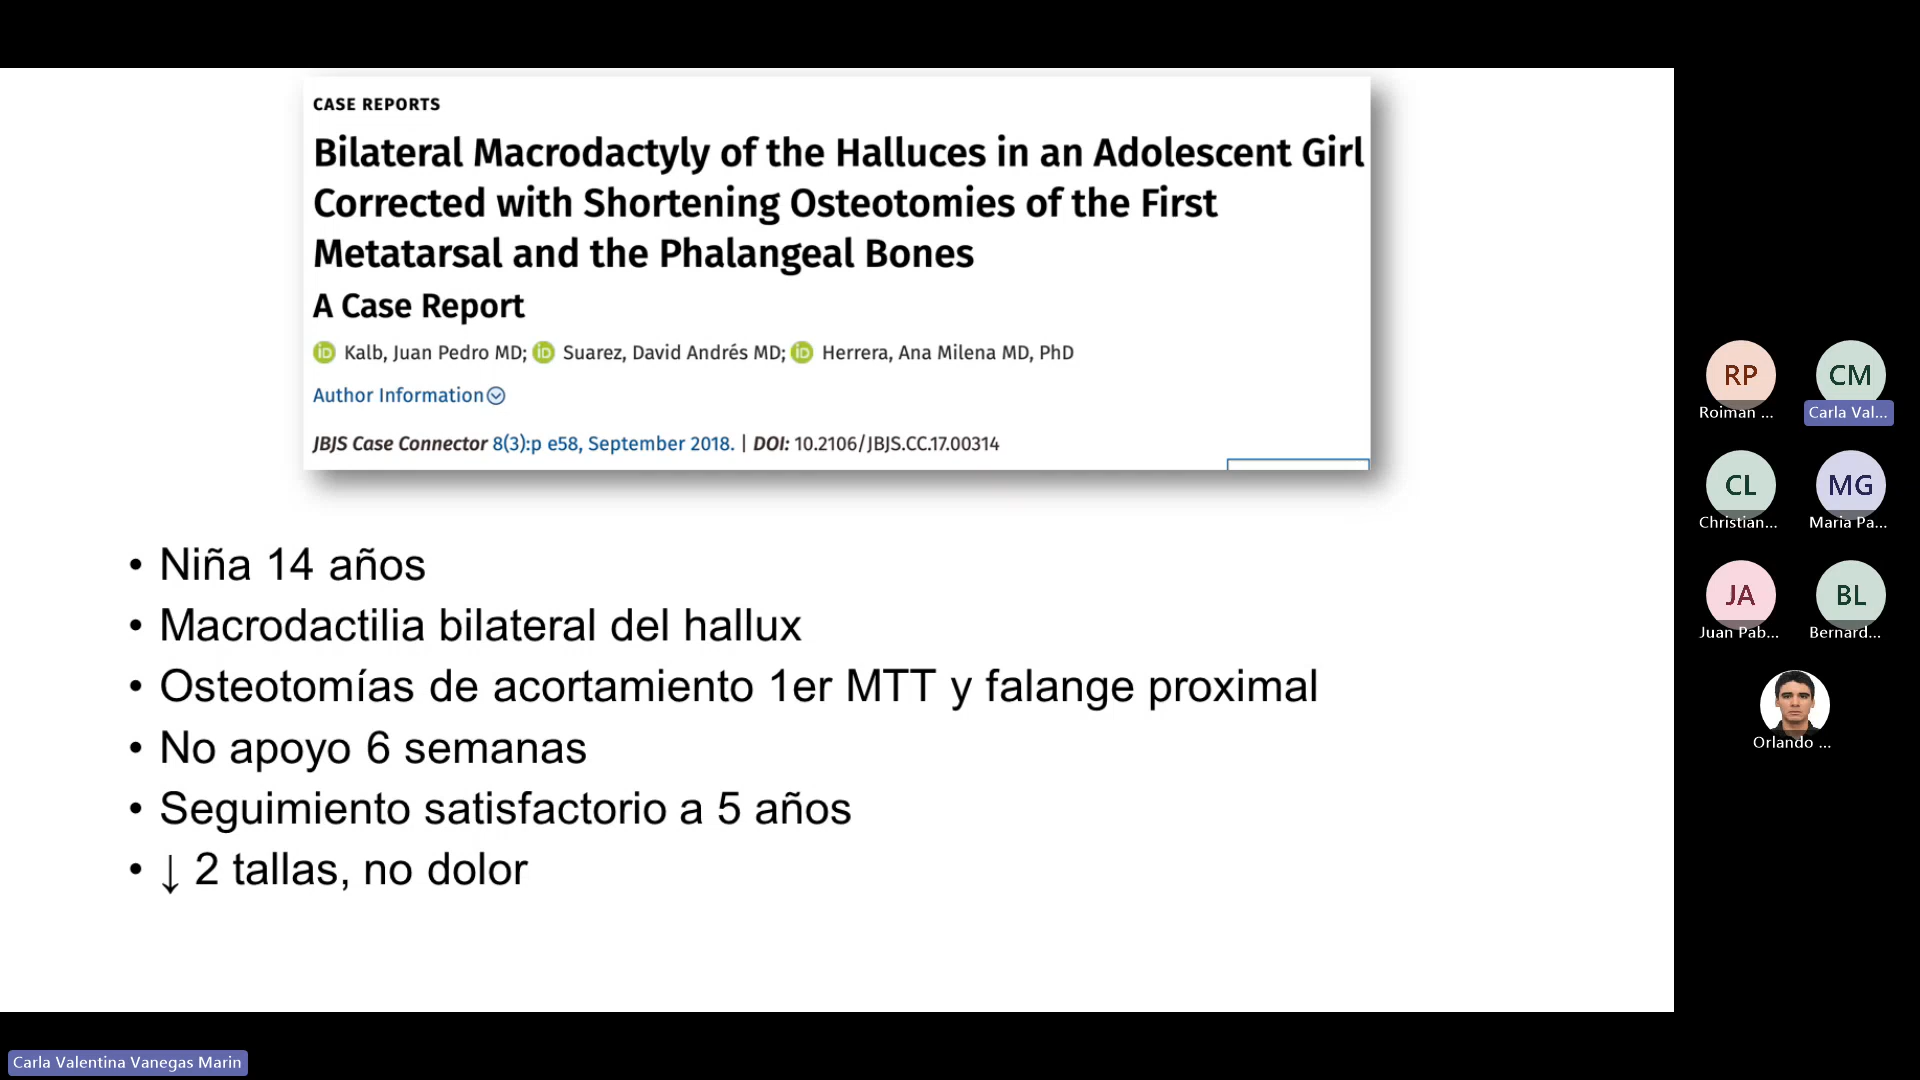 CASE REPORTS
Bilateral Macrodactyly of the Halluces in an Adolescent Girl
Corrected with Shortening Osteotomies of the First
Metatarsal and the Phalangeal Bones
A Case Report
iD Kalb, Juan Pedro MD; iD Suarez, David Andrés MD; iD Herrera, Ana Milena MD, PhD
Author Information
JBJS Case Connector 8(3):p e58, September 2018. | DOI: 10.2106/JBJS.CC.17.00314
• Niña 14 años
• Macrodactilia bilateral del hallux
• Osteotomías de acortamiento 1er MTT y falange proximal
• No apoyo 6 semanas
• Seguimiento satisfactorio a 5 años
• ↓ 2 tallas, no dolor
RP
Roiman ...
CM
Carla Val...
CL
Christian...
MG
Maria Pa...
JA
Juan Pab...
BL
Bernard...
Orlando ...
Carla Valentina Vanegas Marin